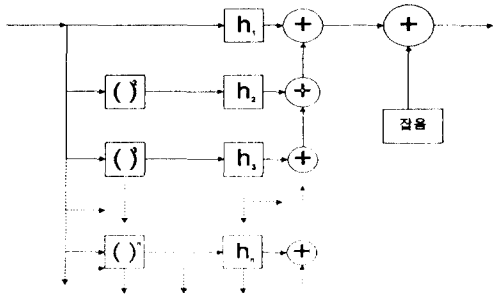 h₁ + +
( )² h₂ +
잡음
( )³ h₃ +
( )ⁿ hₙ +